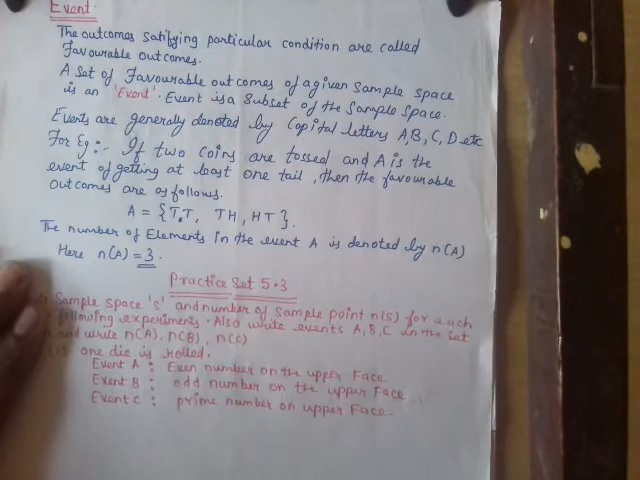 Event
The outcomes satifying particular condition are called
Favourable outcomes.
A Set of Favourable outcomes of a given Sample space
is an 'Event'. Event is a Subset of the Sample Space.
Events are generally denoted by Capital letters A, B, C, D etc
For Eg :- If two Coins are tossed and A is the
event of getting at least one tail, then the favourable
outcomes are as follows.
A = {T,T, TH, HT}.
The number of Elements in the event A is denoted by n(A)
Here n(A) = 3.
Practice Set 5.3
Sample space 'S' and number of Sample point n(s) for each
following experiments. Also write events A, B, C in the set
and write n(A), n(B), n(c)
one die is rolled.
Event A : Even number on the upper Face
Event B : odd number on the upper Face
Event C : prime number on upper Face